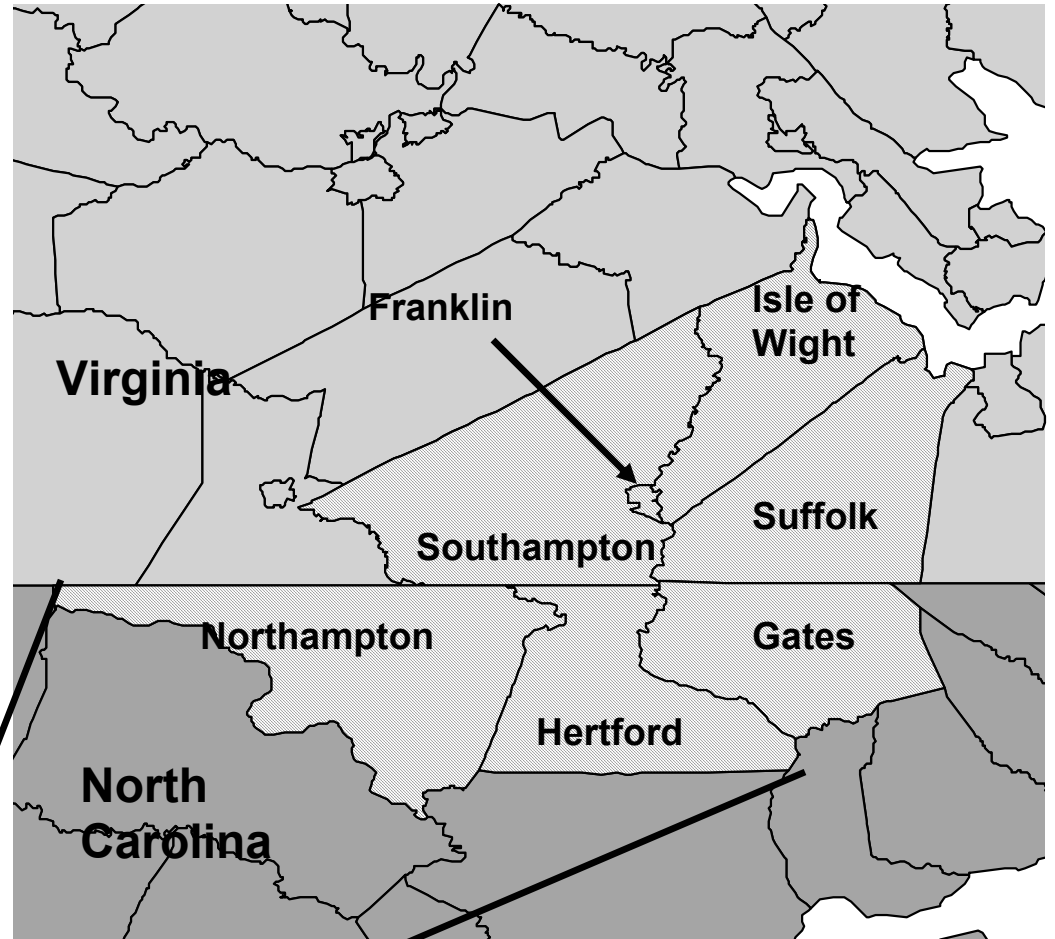 Franklin
Isle of
Wight
Virginia
Suffolk
Southampton
Northampton
Gates
Hertford
North
Carolina